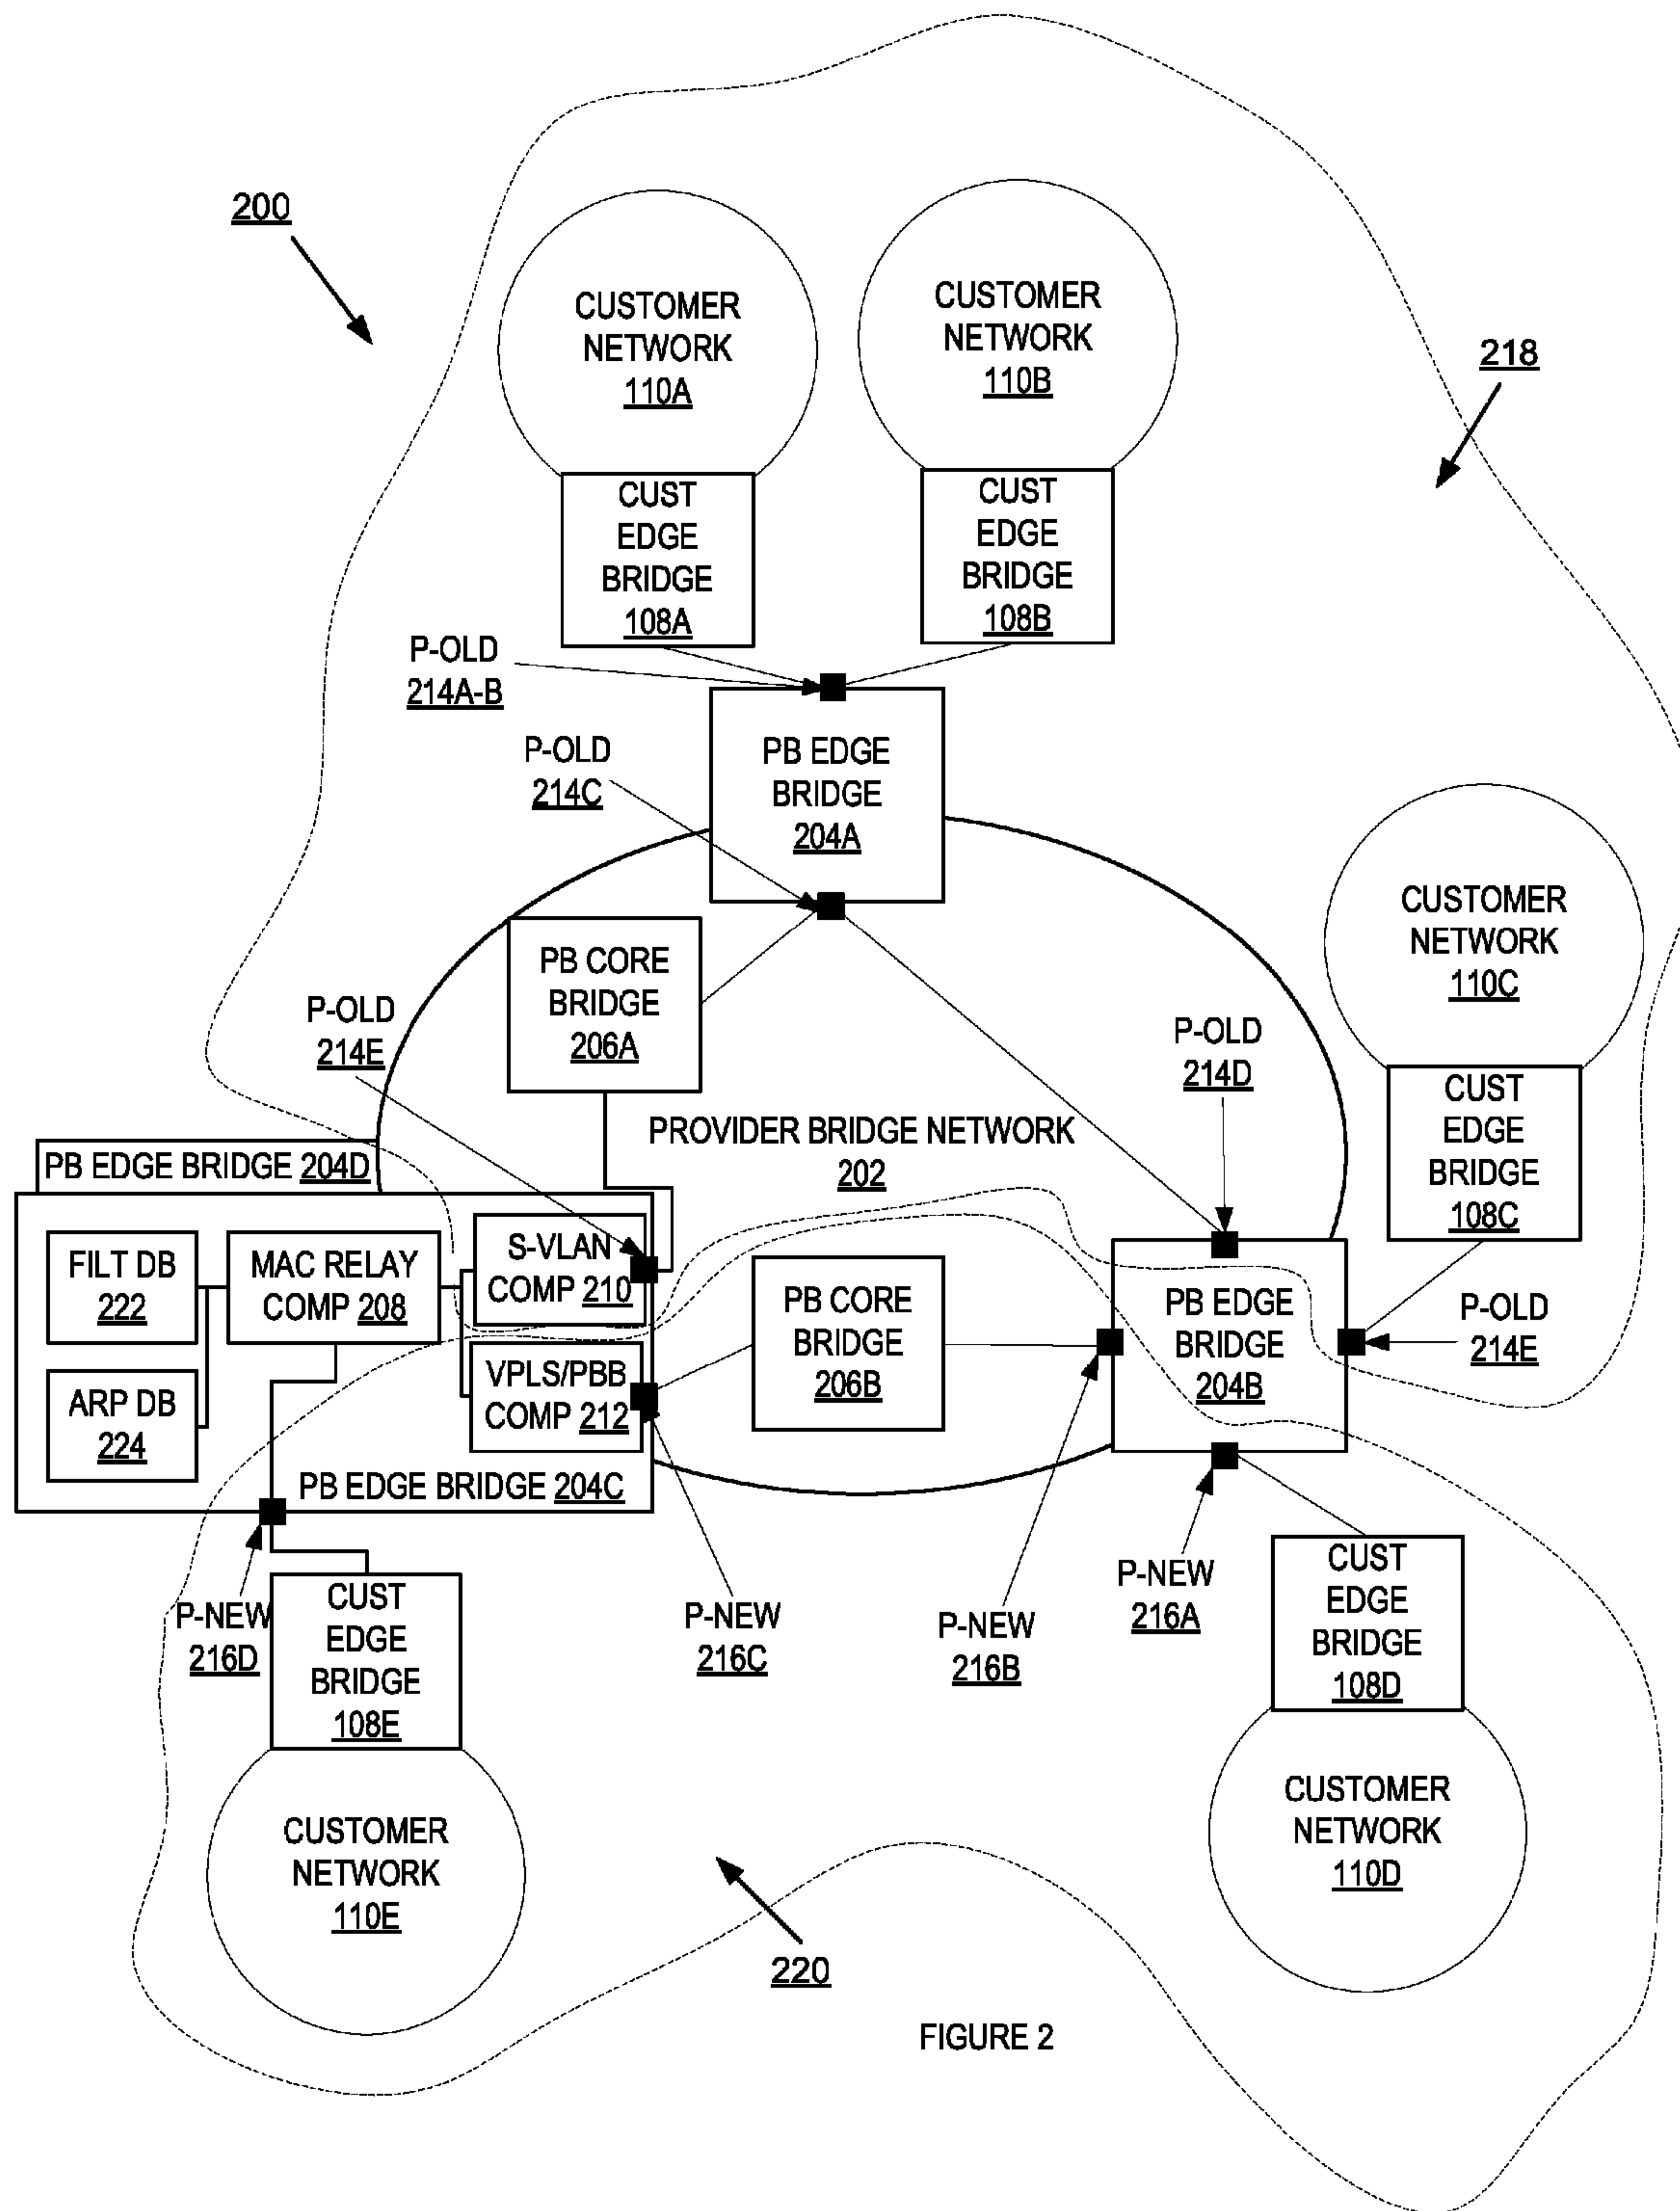 200
CUSTOMER
NETWORK
110A
CUSTOMER
NETWORK
110B
218
CUST
EDGE
BRIDGE
108A
CUST
EDGE
BRIDGE
108B
P-OLD
214A-B
P-OLD
214C
PB EDGE
BRIDGE
204A
CUSTOMER
NETWORK
110C
PB CORE
BRIDGE
206A
P-OLD
214E
P-OLD
214D
CUST
EDGE
BRIDGE
108C
PROVIDER BRIDGE NETWORK
202
PB EDGE BRIDGE 204D
FILT DB
222
MAC RELAY
COMP 208
S-VLAN
COMP 210
PB CORE
BRIDGE
206B
PB EDGE
BRIDGE
204B
P-OLD
214E
ARP DB
224
VPLS/PBB
COMP 212
PB EDGE BRIDGE 204C
P-NEW
216D
CUST
EDGE
BRIDGE
108E
P-NEW
216C
P-NEW
216B
P-NEW
216A
CUST
EDGE
BRIDGE
108D
CUSTOMER
NETWORK
110E
CUSTOMER
NETWORK
110D
220
FIGURE 2